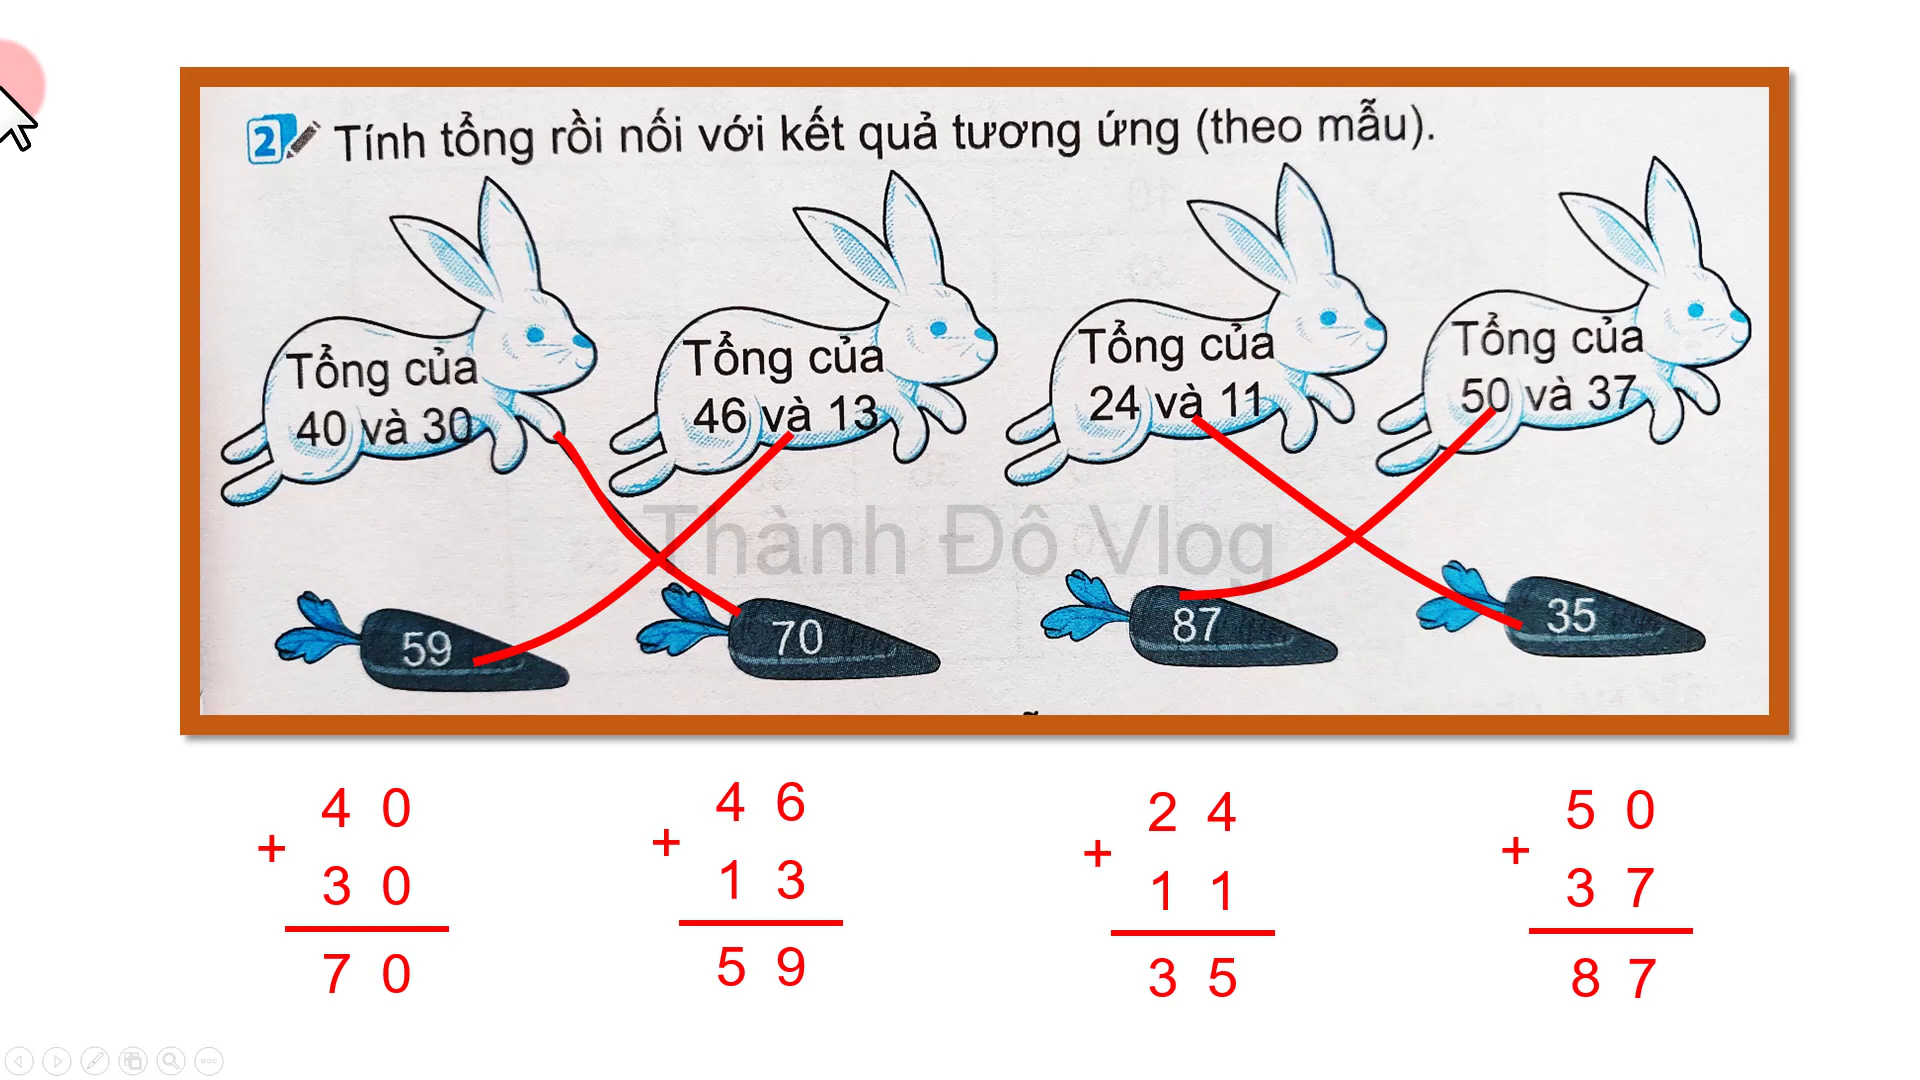 2 Tính tổng rồi nối với kết quả tương ứng (theo mẫu).
Tổng của
40 và 30
Tổng của
46 và 13
Tổng của
24 và 11
Tổng của
50 và 37
Thành Đô Vlog
59
70
87
35
4 0
+
3 0
7 0
4 6
+
1 3
5 9
2 4
+
1 1
3 5
5 0
+
3 7
8 7